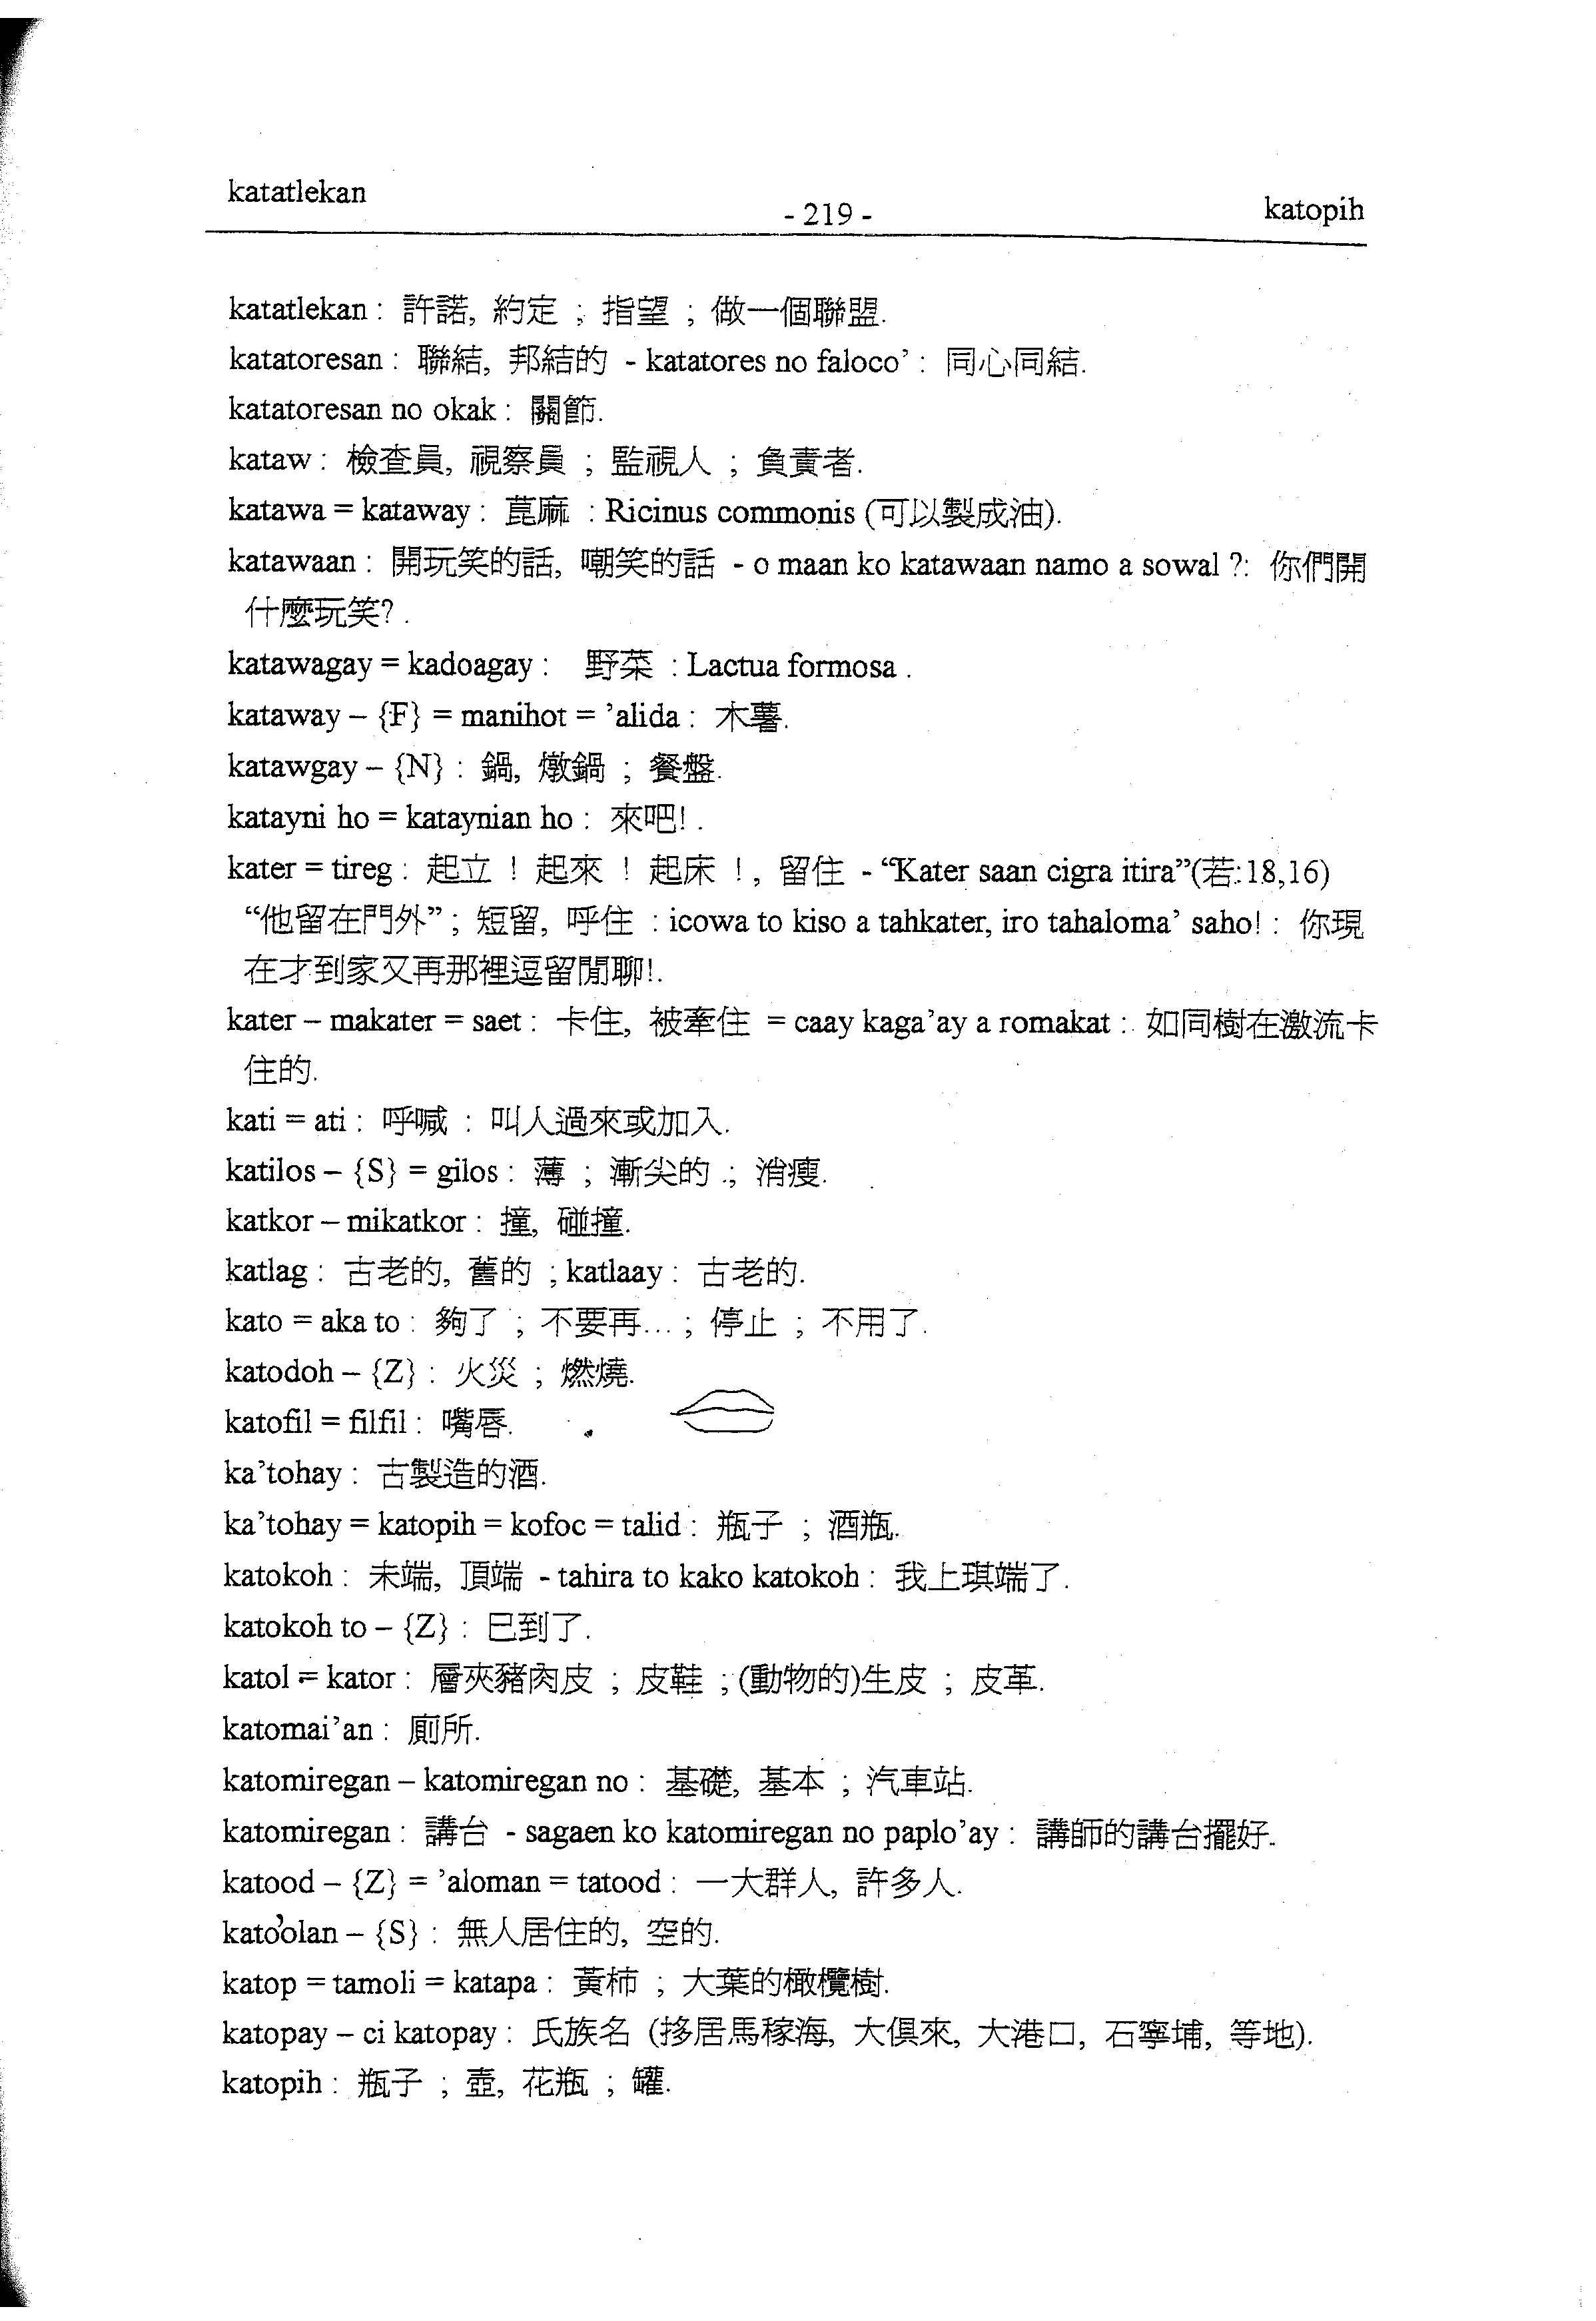 katatlekan
- 219 -
katopih
katatlekan : 許諾, 約定 ; 指望 ; 做一個聯盟.
katatoresan : 聯結, 邦結的 - katatores no faloco’ : 同心同結.
katatoresan no okak : 關節.
kataw : 檢查員, 視察員 ; 監視人 ; 負責者.
katawa = kataway : 蓖麻 : Ricinus commonis (可以製成油).
katawaan : 開玩笑的話, 嘲笑的話 - o maan ko katawaan namo a sowal ?: 你們開
什麼玩笑? .
katawagay = kadoagay : 野菜 : Lactua formosa .
kataway – {F} = manihot = ’alida : 木薯.
katawgay – {N} : 鍋, 燉鍋 ; 餐盤.
katayni ho = kataynian ho : 來吧! .
kater = tireg : 起立 ! 起來 ! 起床 !, 留住 - “Kater saan cigra itira”(若:18,16)
“他留在門外” ; 短留, 呼住 : icowa to kiso a tahkater, iro tahaloma’ saho! : 你現
在才到家又再那裡逗留閒聊!.
kater – makater = saet : 卡住, 被牽住 = caay kaga’ay a romakat : 如同樹在激流卡
住的.
kati = ati : 呼喊 : 叫人過來或加入.
katilos – {S} = gilos : 薄 ; 漸尖的 .; 消瘦.
katkor – mikatkor : 撞, 碰撞.
katlag : 古老的, 舊的 ; katlaay : 古老的.
kato = aka to : 夠了 ; 不要再... ; 停止 ; 不用了.
katodoh – {Z} : 火災 ; 燃燒.
katofil = filfil : 嘴唇.
ka’tohay : 古製造的酒.
ka’tohay = katopih = kofoc = talid : 瓶子 ; 酒瓶.
katokoh : 未端, 頂端 - tahira to kako katokoh : 我上琪端了.
katokoh to – {Z} : 巳到了.
katol = kator : 層夾豬肉皮 ; 皮鞋 ; (動物的)生皮 ; 皮革.
katomai’an : 廁所.
katomiregan – katomiregan no : 基礎, 基本 ; 汽車站.
katomiregan : 講台 - sagaen ko katomiregan no paplo’ay : 講師的講台擺好.
katood – {Z} = ’aloman = tatood : 一大群人, 許多人.
kato’olan – {S} : 無人居住的, 空的.
katop = tamoli = katapa : 黃柿 ; 大葉的橄欖樹.
katopay – ci katopay : 氏族名 (移居馬稼海, 大俱來, 大港口, 石寧埔, 等地).
katopih : 瓶子 ; 壺, 花瓶 ; 罐.